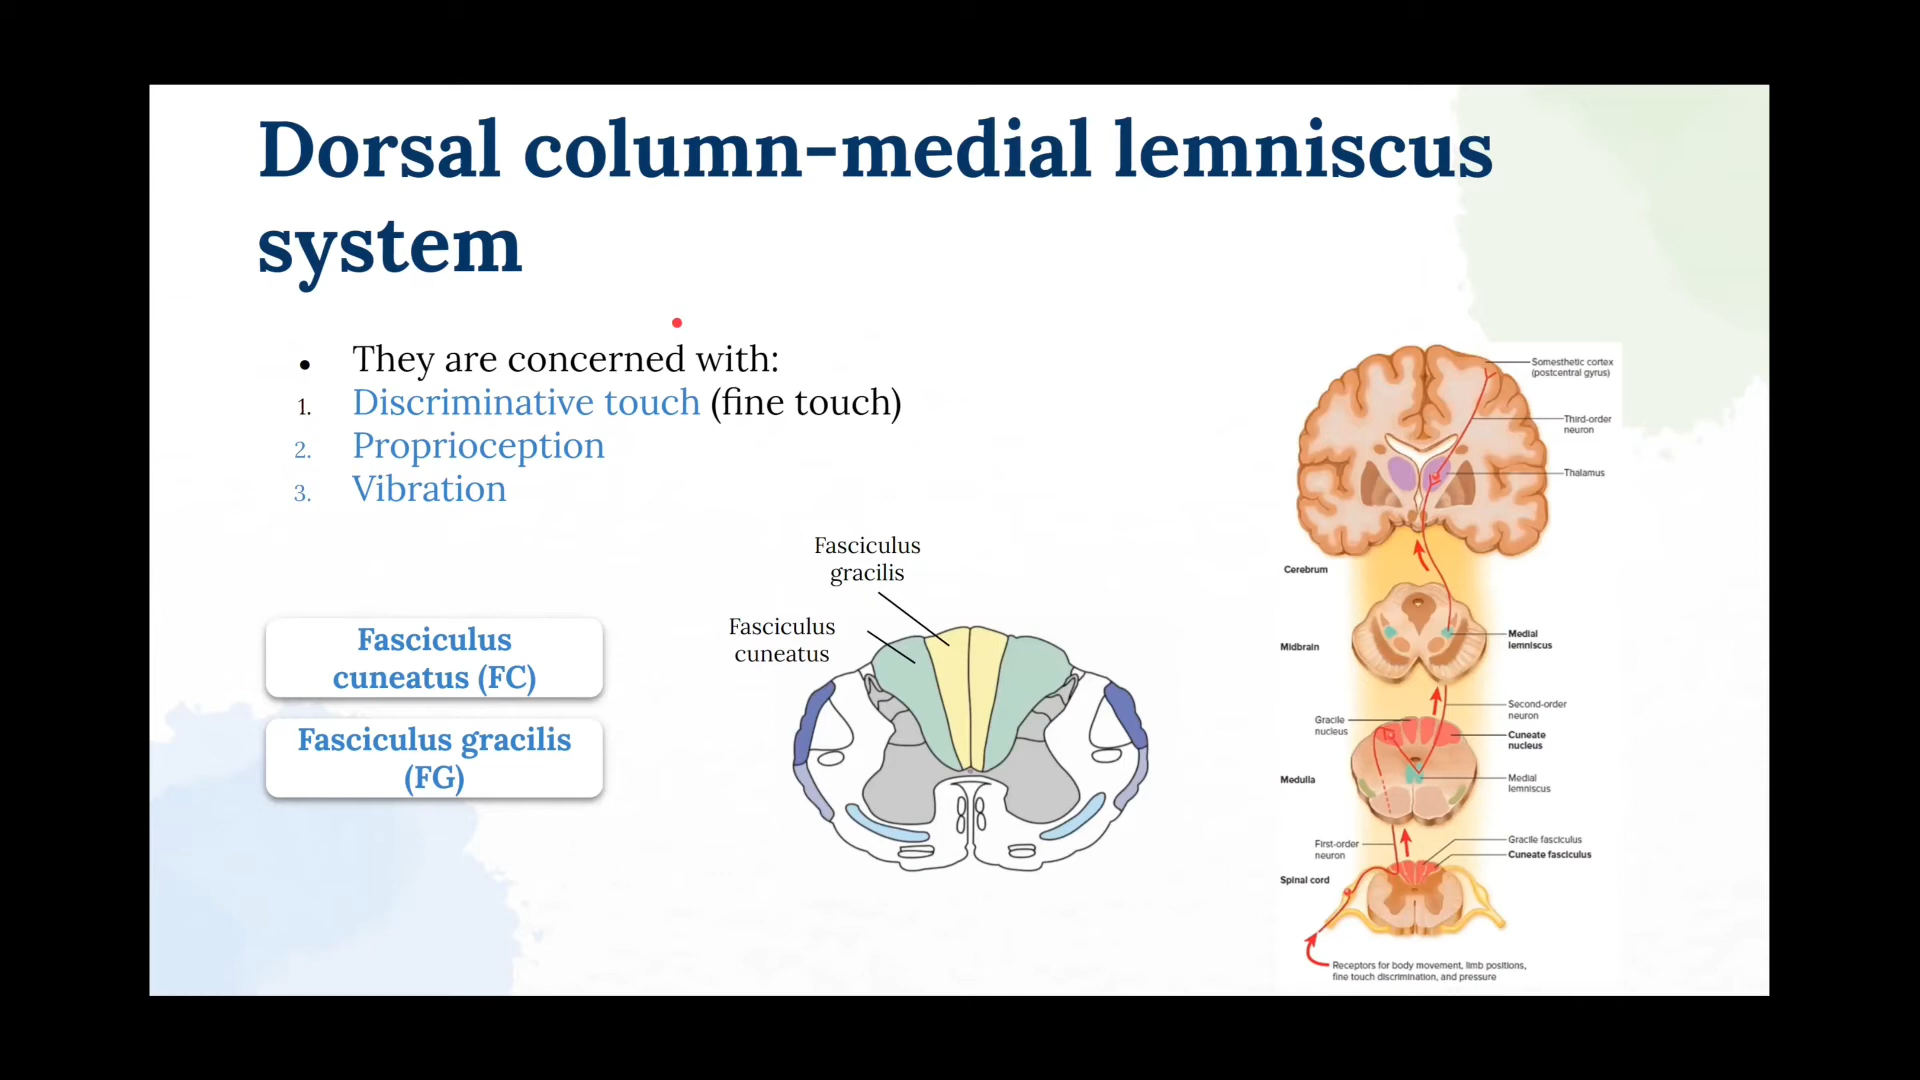 Dorsal column-medial lemniscus
system
• They are concerned with:
1. Discriminative touch (fine touch)
2. Proprioception
3. Vibration
Fasciculus
cuneatus (FC)
Fasciculus gracilis
(FG)
Fasciculus
gracilis
Fasciculus
cuneatus
Somesthetic cortex
(postcentral gyrus)
Third-order
neuron
Thalamus
Cerebrum
Medial
lemniscus
Midbrain
Second-order
neuron
Gracile
nucleus
Cuneate
nucleus
Medulla
Medial
lemniscus
First-order
neuron
Gracile fasciculus
Cuneate fasciculus
Spinal cord
Receptors for body movement, limb positions,
fine touch discrimination, and pressure